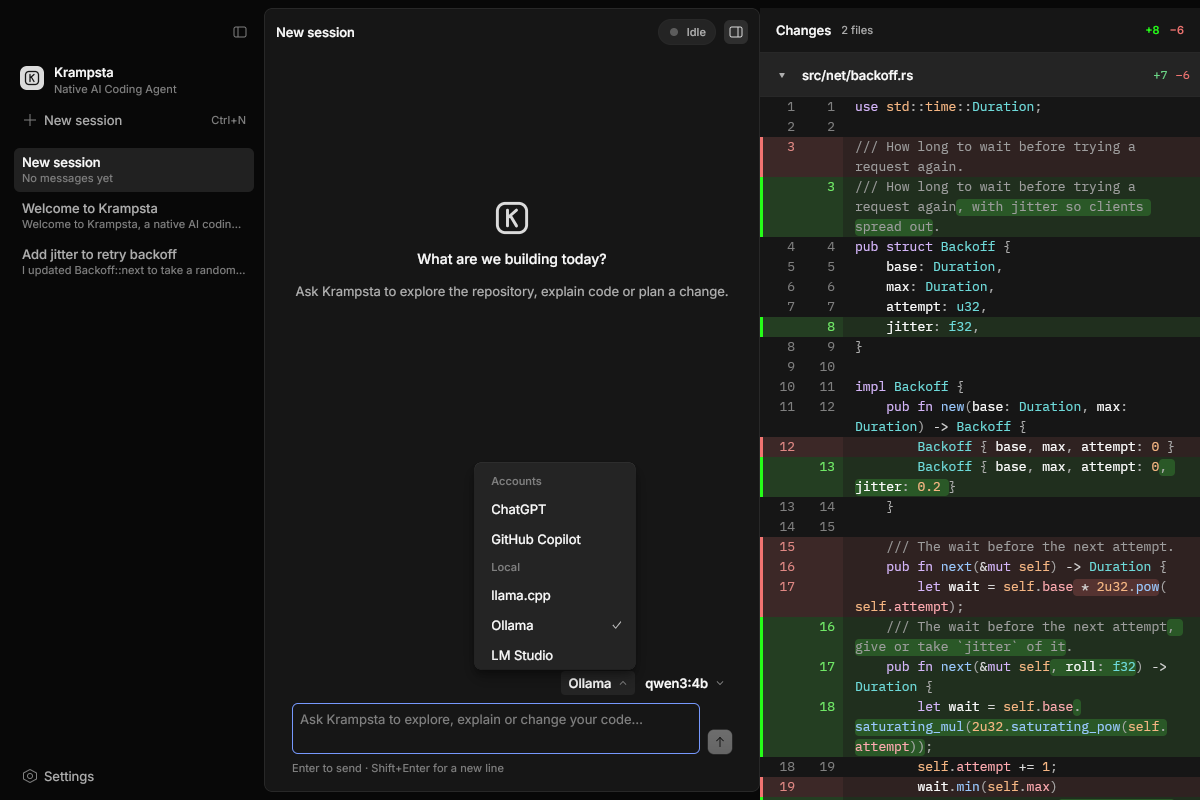 Krampsta
Native AI Coding Agent
New session
Ctrl+N
New session
No messages yet
Welcome to Krampsta
Welcome to Krampsta, a native AI codin...
Add jitter to retry backoff
I updated Backoff::next to take a random...
Settings
New session
Idle
K
What are we building today?
Ask Krampsta to explore the repository, explain code or plan a change.
Accounts
ChatGPT
GitHub Copilot
Local
llama.cpp
Ollama
LM Studio
Ollama
qwen3:4b
Ask Krampsta to explore, explain or change your code...
Enter to send · Shift+Enter for a new line
Changes 2 files +8 −6
src/net/backoff.rs +7 −6
1 1 use std::time::Duration;
2 2
3 /// How long to wait before trying a
request again.
3 /// How long to wait before trying a
request again, with jitter so clients
spread out.
4 4 pub struct Backoff {
5 5 base: Duration,
6 6 max: Duration,
7 7 attempt: u32,
8 jitter: f32,
8 9 }
9 10
10 11 impl Backoff {
11 12 pub fn new(base: Duration, max:
Duration) -> Backoff {
12 Backoff { base, max, attempt: 0 }
13 Backoff { base, max, attempt: 0,
jitter: 0.2 }
13 14 }
14 15
15 /// The wait before the next attempt.
16 pub fn next(&mut self) -> Duration {
17 let wait = self.base * 2u32.pow(
self.attempt);
16 /// The wait before the next attempt,
give or take `jitter` of it.
17 pub fn next(&mut self, roll: f32) ->
Duration {
18 let wait = self.base.
saturating_mul(2u32.saturating_pow(self.
attempt));
18 19 self.attempt += 1;
19 wait.min(self.max)